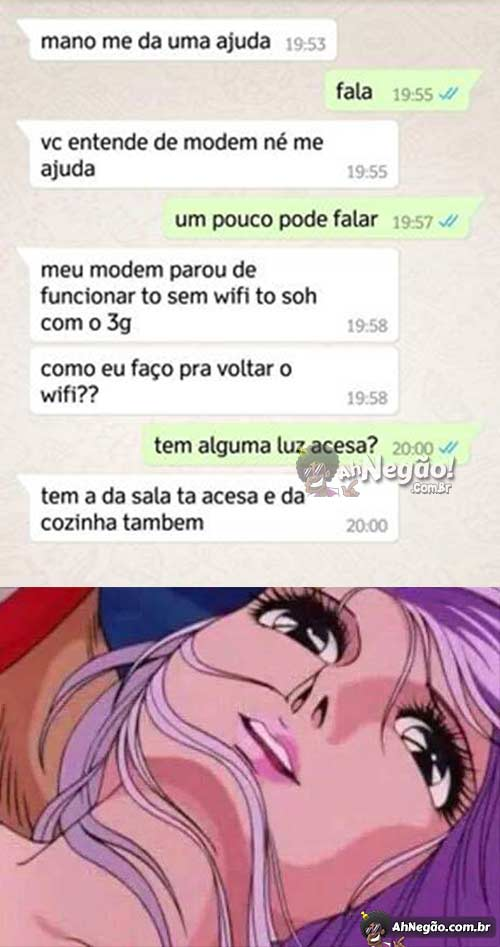 mano me da uma ajuda 19:53
fala 19:55
vc entende de modem né me
ajuda 19:55
um pouco pode falar 19:57
meu modem parou de
funcionar to sem wifi to soh
com o 3g 19:58
como eu faço pra voltar o
wifi?? 19:58
tem alguma luz acesa? 20:00
AhNegão!
.com.br
tem a da sala ta acesa e da
cozinha tambem 20:00
AhNegão.com.br